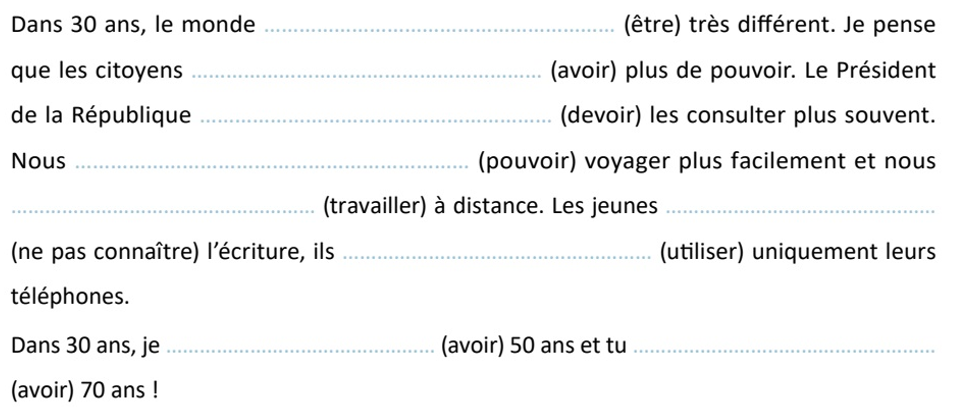 Dans 30 ans, le monde ............................................................ (être) très différent. Je pense
que les citoyens ............................................................ (avoir) plus de pouvoir. Le Président
de la République ............................................................ (devoir) les consulter plus souvent.
Nous .................................................................... (pouvoir) voyager plus facilement et nous
.................................................... (travailler) à distance. Les jeunes ..............................................
(ne pas connaître) l’écriture, ils ..................................................... (utiliser) uniquement leurs
téléphones.
Dans 30 ans, je .............................................. (avoir) 50 ans et tu ....................................................
(avoir) 70 ans !